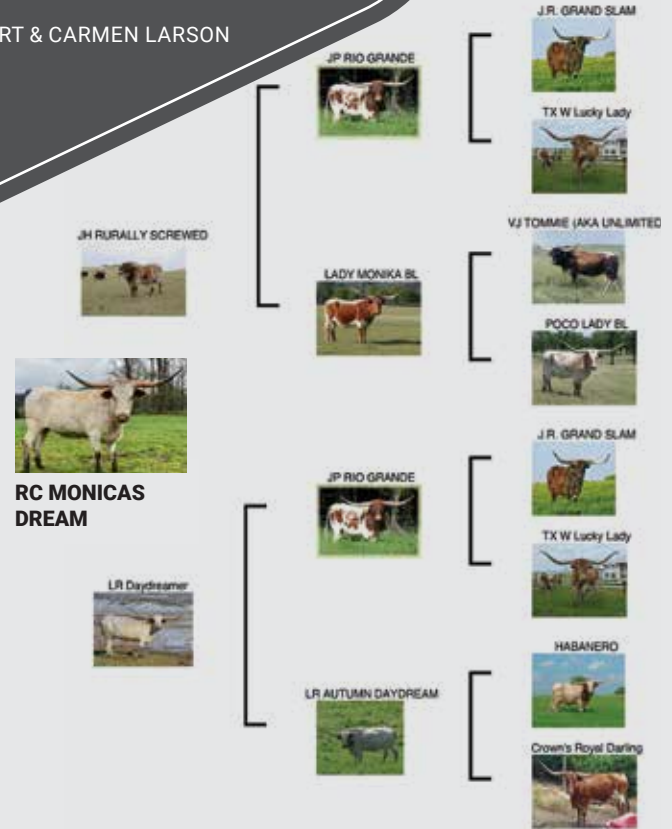 RT & CARMEN LARSON
J.R. GRAND SLAM
JP RIO GRANDE
TX W Lucky Lady
JH RURALLY SCREWED
VJ TOMMIE (AKA UNLIMITED
LADY MONIKA BL
POCO LADY BL
RC MONICAS
DREAM
J.R. GRAND SLAM
JP RIO GRANDE
TX W Lucky Lady
LR Daydreamer
HABANERO
LR AUTUMN DAYDREAM
Crown's Royal Darling